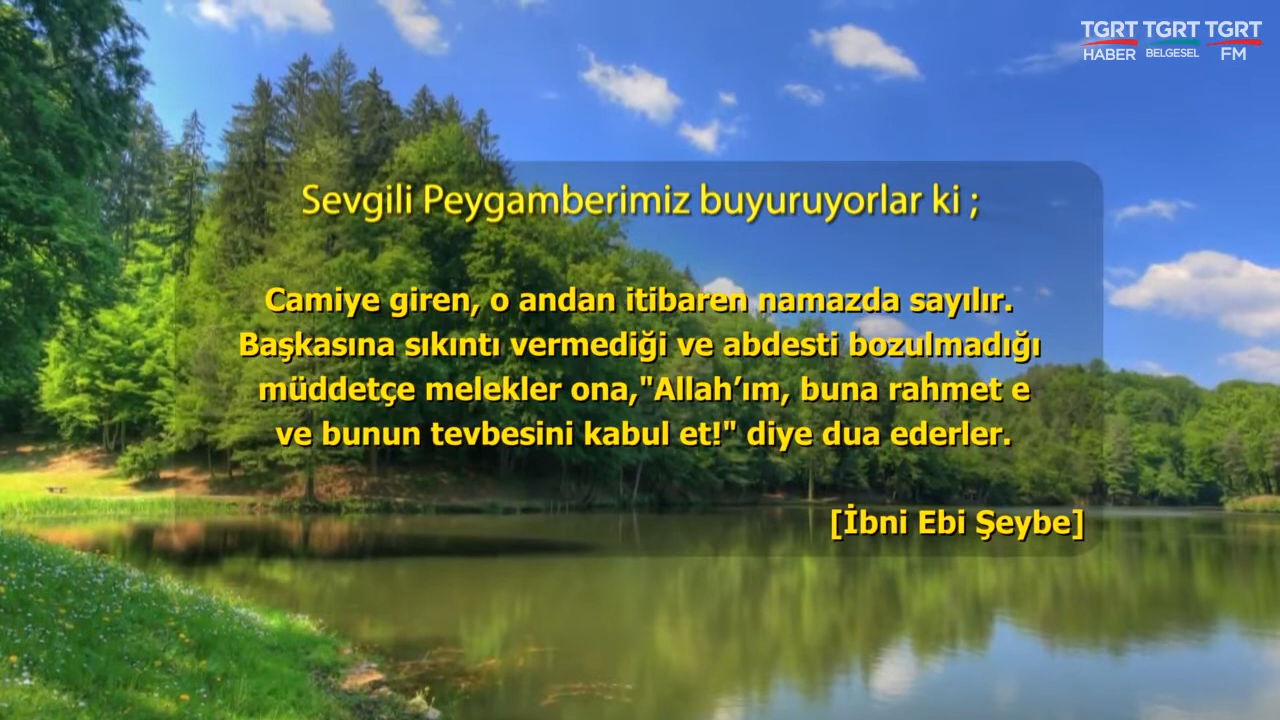 TGRT TGRT TGRT
HABER BELGESEL FM
Sevgili Peygamberimiz buyuruyorlar ki ;
Camiye giren, o andan itibaren namazda sayılır.
Başkasına sıkıntı vermediği ve abdesti bozulmadığı
müddetçe melekler ona,"Allah’ım, buna rahmet e
ve bunun tevbesini kabul et!" diye dua ederler.
[İbni Ebi Şeybe]